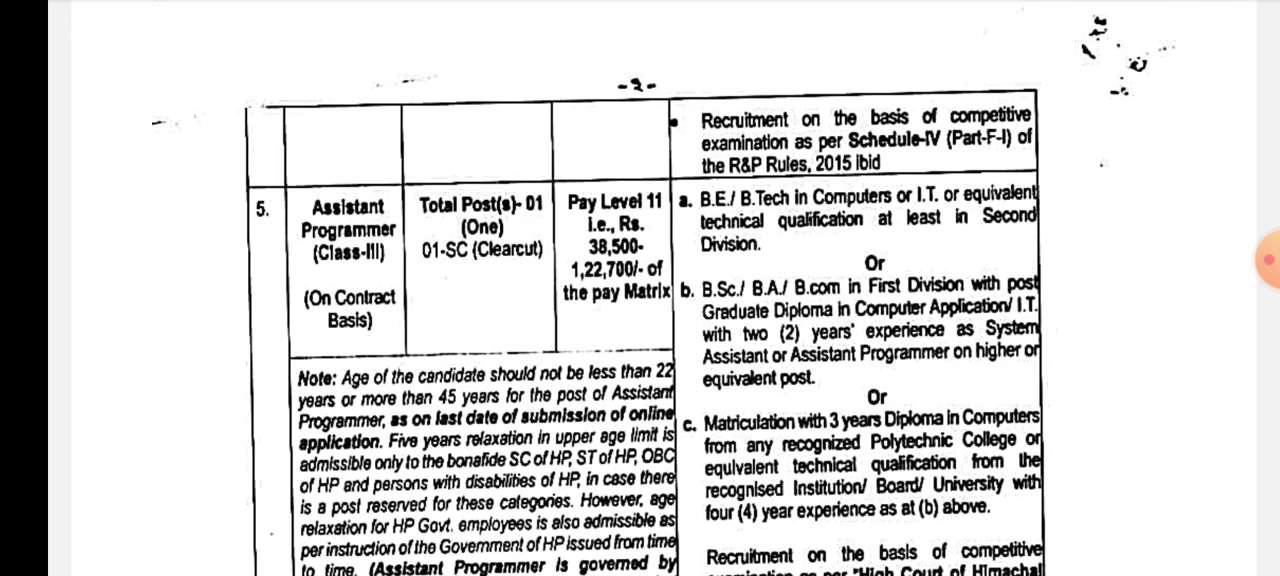 -2-
Recruitment on the basis of competitive
examination as per Schedule-IV (Part-F-I) of
the R&P Rules, 2015 ibid
5.
Assistant
Programmer
(Class-III)
(On Contract
Basis)
Total Post(s)- 01
(One)
01-SC (Clearcut)
Pay Level 11
i.e., Rs.
38,500-
1,22,700/- of
the pay Matrix
a. B.E./ B.Tech in Computers or I.T. or equivalent
technical qualification at least in Second
Division.
Or
b. B.Sc./ B.A./ B.com in First Division with post
Graduate Diploma in Computer Application/ I.T.
with two (2) years' experience as System
Assistant or Assistant Programmer on higher or
equivalent post.
Or
c. Matriculation with 3 years Diploma in Computers
from any recognized Polytechnic College or
equivalent technical qualification from the
recognised Institution/ Board/ University with
four (4) year experience as at (b) above.
Recruitment on the basis of competitive
examination as per "High Court of Himachal
Note: Age of the candidate should not be less than 22
years or more than 45 years for the post of Assistant
Programmer, as on last date of submission of online
application. Five years relaxation in upper age limit is
admissible only to the bonafide SC of HP, ST of HP, OBC
of HP and persons with disabilities of HP, in case there
is a post reserved for these categories. However, age
relaxation for HP Govt. employees is also admissible as
per instruction of the Government of HP issued from time
to time. (Assistant Programmer is governed by